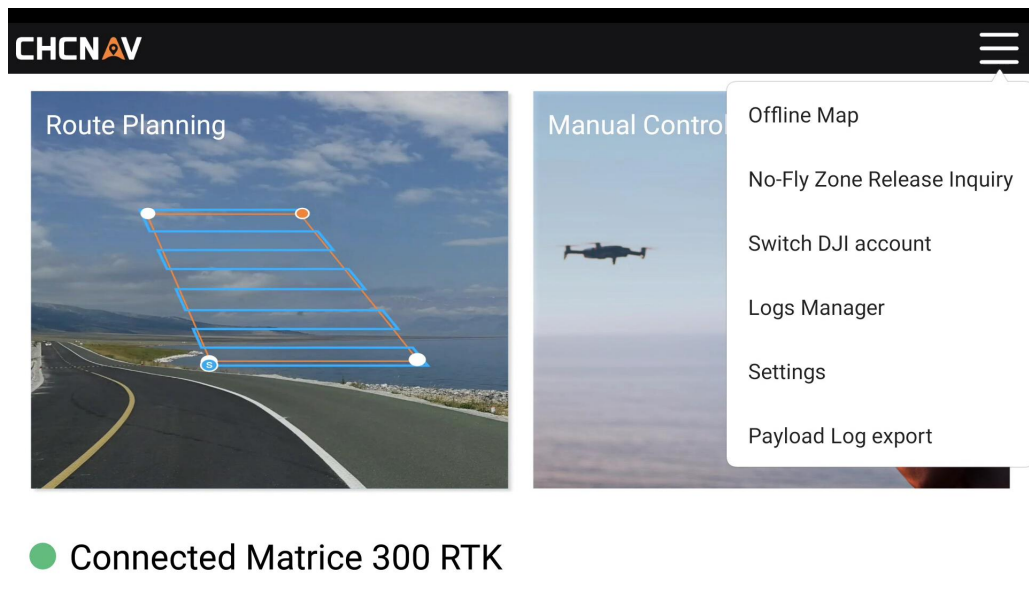 CHCNAV
Route Planning
Manual Control
Offline Map
No-Fly Zone Release Inquiry
Switch DJI account
Logs Manager
Settings
Payload Log export
S
Connected Matrice 300 RTK